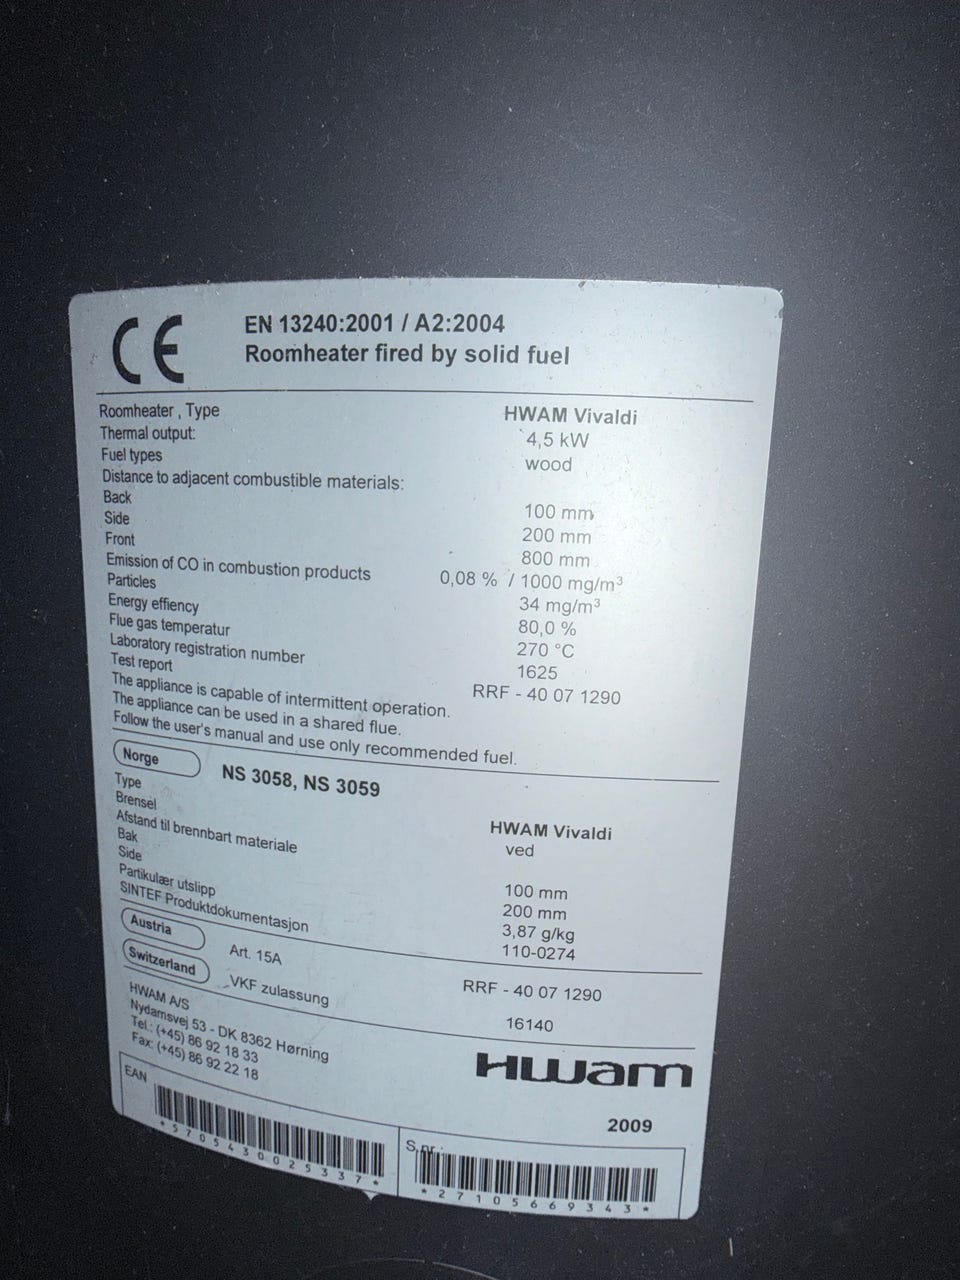 CE
EN 13240:2001 / A2:2004
Roomheater fired by solid fuel
Roomheater , Type HWAM Vivaldi
Thermal output: 4,5 kW
Fuel types wood
Distance to adjacent combustible materials:
Back 100 mm
Side 200 mm
Front 800 mm
Emission of CO in combustion products 0,08 % / 1000 mg/m³
Particles 34 mg/m³
Energy effiency 80,0 %
Flue gas temperatur 270 °C
Laboratory registration number 1625
Test report RRF - 40 07 1290
The appliance is capable of intermittent operation.
The appliance can be used in a shared flue.
Follow the user's manual and use only recommended fuel.
Norge NS 3058, NS 3059
Type HWAM Vivaldi
Brensel ved
Afstand til brennbart materiale
Bak 100 mm
Side 200 mm
Partikulær utslipp 3,87 g/kg
SINTEF Produktdokumentasjon 110-0274
Austria Art. 15A RRF - 40 07 1290
Switzerland VKF zulassung 16140
HWAM A/S
Nydamsvej 53 - DK 8362 Hørning
Tel.: (+45) 86 92 18 33
Fax: (+45) 86 92 22 18
HWAM
2009
EAN
*5705430025337*
S.nr.:
*27105669343*